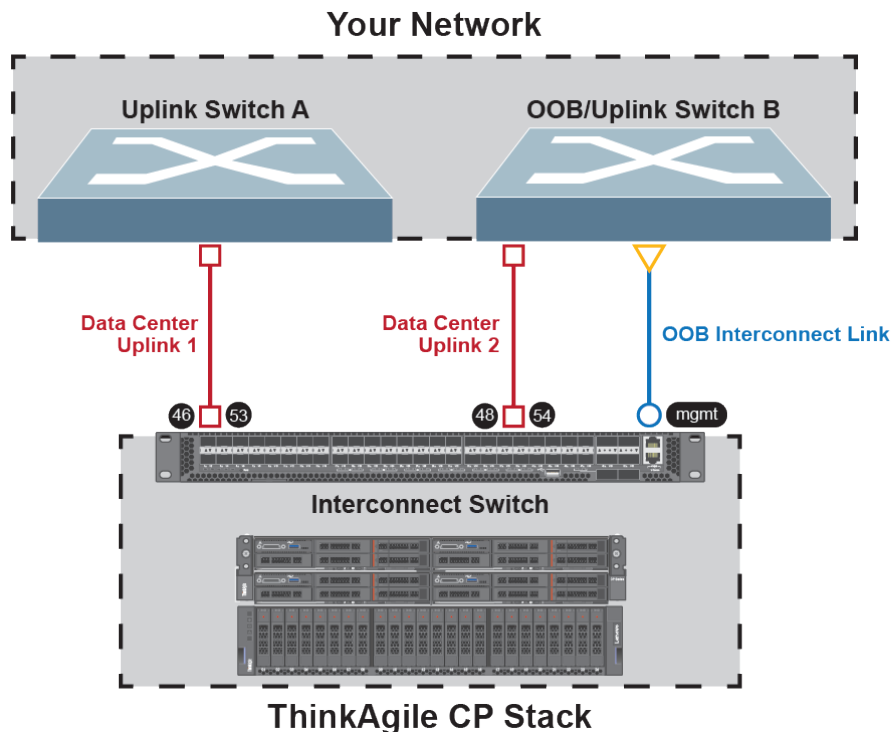 Your Network
Uplink Switch A
OOB/Uplink Switch B
Data Center
Uplink 1
Data Center
Uplink 2
OOB Interconnect Link
46 53
48 54
mgmt
Interconnect Switch
ThinkAgile CP Stack